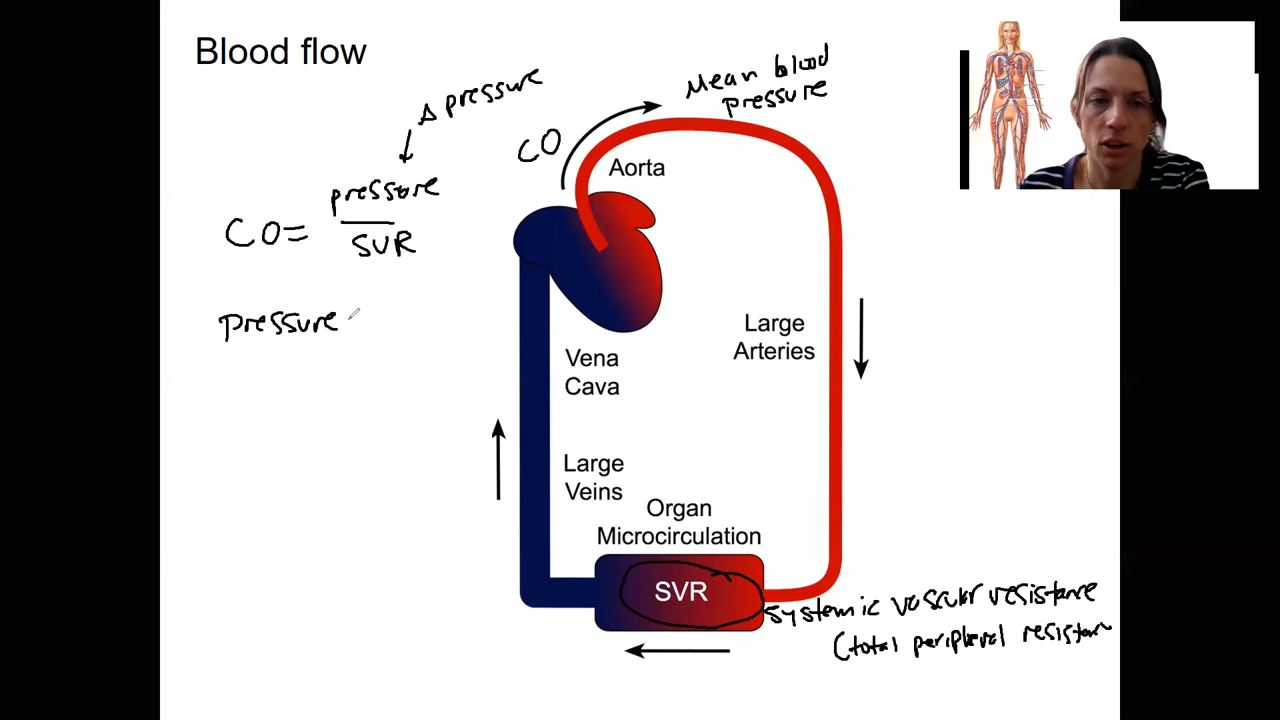 Blood flow
Δ pressure
Mean blood
pressure
CO
Aorta
pressure
CO=
SVR
pressure
Large
Arteries
Vena
Cava
Large
Veins
Organ
Microcirculation
SVR
systemic vascular resistance
(total peripheral resistan